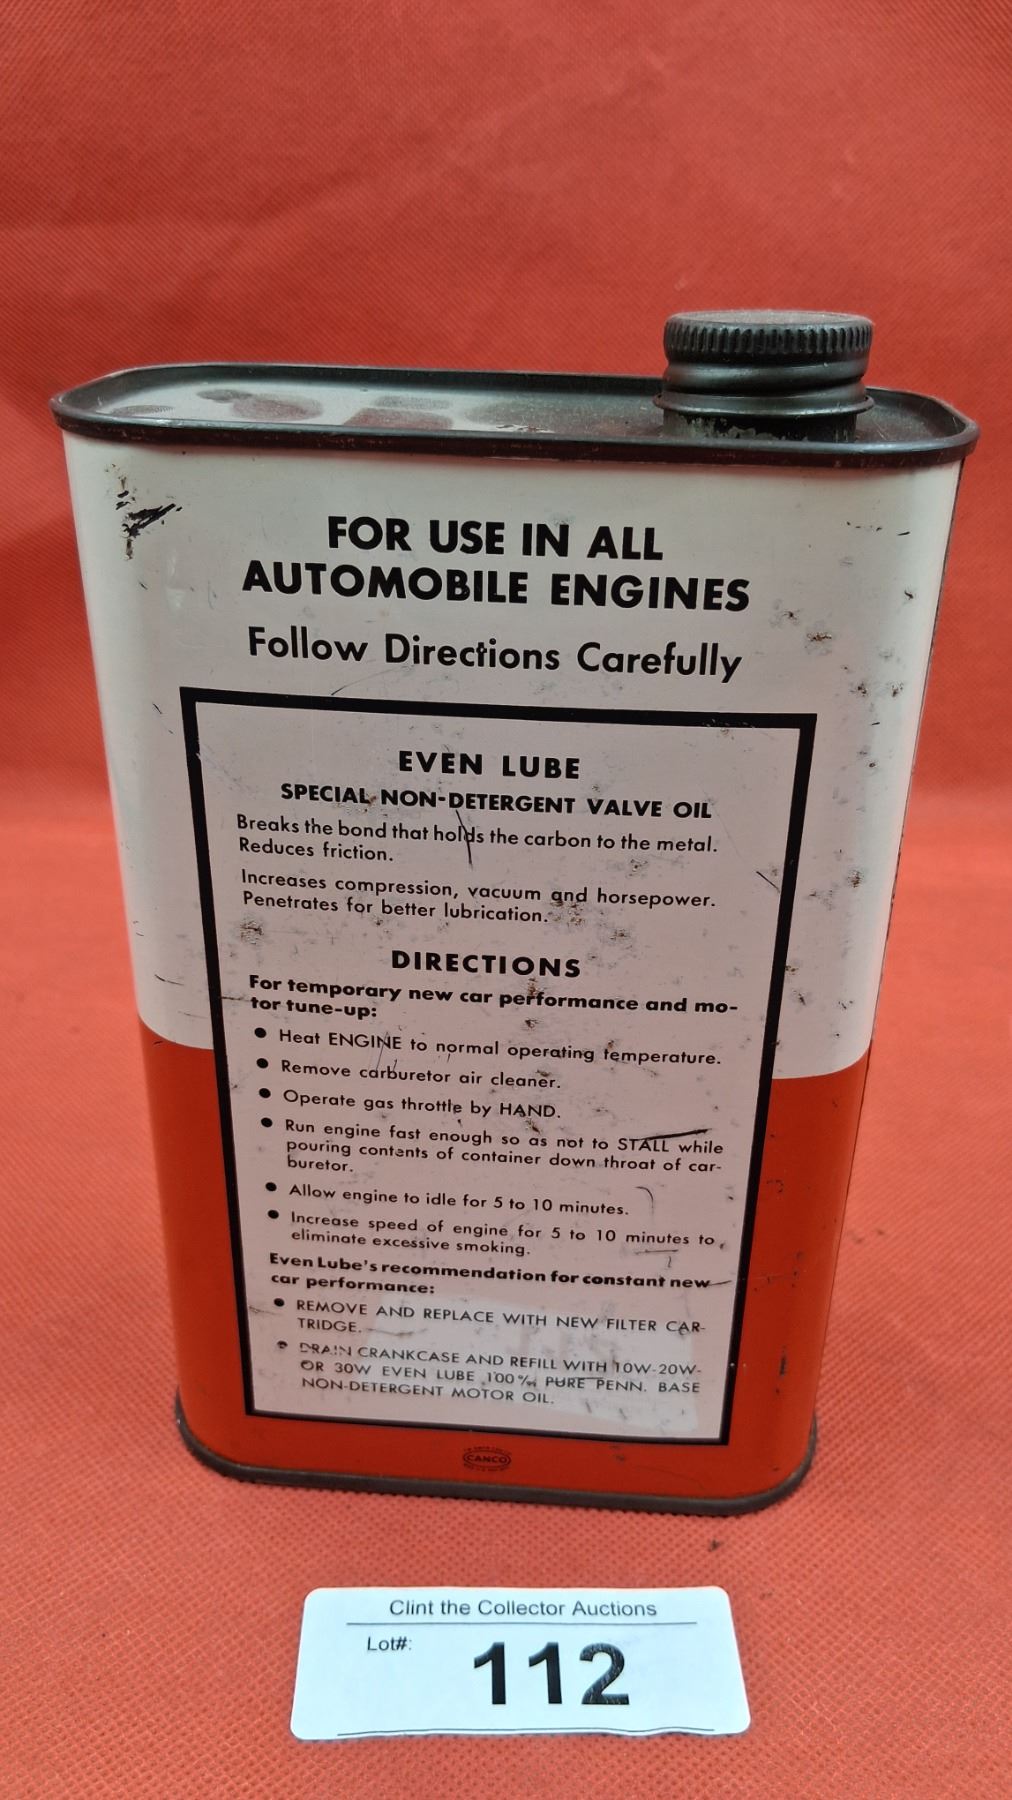 FOR USE IN ALL
AUTOMOBILE ENGINES
Follow Directions Carefully
EVEN LUBE
SPECIAL NON-DETERGENT VALVE OIL
Breaks the bond that holds the carbon to the metal.
Reduces friction.
Increases compression, vacuum and horsepower.
Penetrates for better lubrication.
DIRECTIONS
For temporary new car performance and mo-
tor tune-up:
● Heat ENGINE to normal operating temperature.
● Remove carburetor air cleaner.
● Operate gas throttle by HAND.
● Run engine fast enough so as not to STALL while
pouring contents of container down throat of car-
buretor.
● Allow engine to idle for 5 to 10 minutes.
● Increase speed of engine for 5 to 10 minutes to
eliminate excessive smoking.
Even Lube's recommendation for constant new
car performance:
● REMOVE AND REPLACE WITH NEW FILTER CAR-
TRIDGE.
● DRAIN CRANKCASE AND REFILL WITH 10W-20W-
OR 30W EVEN LUBE 100% PURE PENN. BASE
NON-DETERGENT MOTOR OIL.
CANCO
Clint the Collector Auctions
Lot#:
112